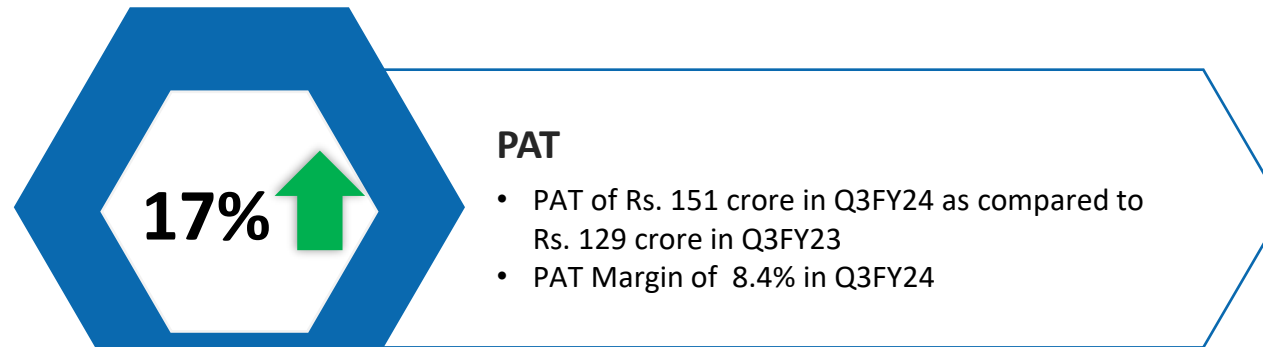 17%
PAT
• PAT of Rs. 151 crore in Q3FY24 as compared to
Rs. 129 crore in Q3FY23
• PAT Margin of  8.4% in Q3FY24